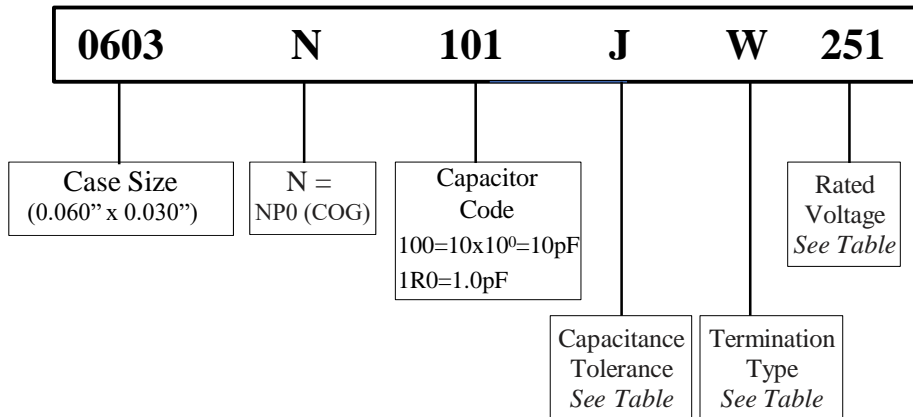 0603 N 101 J W 251
Case Size
(0.060” x 0.030”)
N =
NP0 (COG)
Capacitor
Code
100=10x10⁰=10pF
1R0=1.0pF
Rated
Voltage
See Table
Capacitance
Tolerance
See Table
Termination
Type
See Table